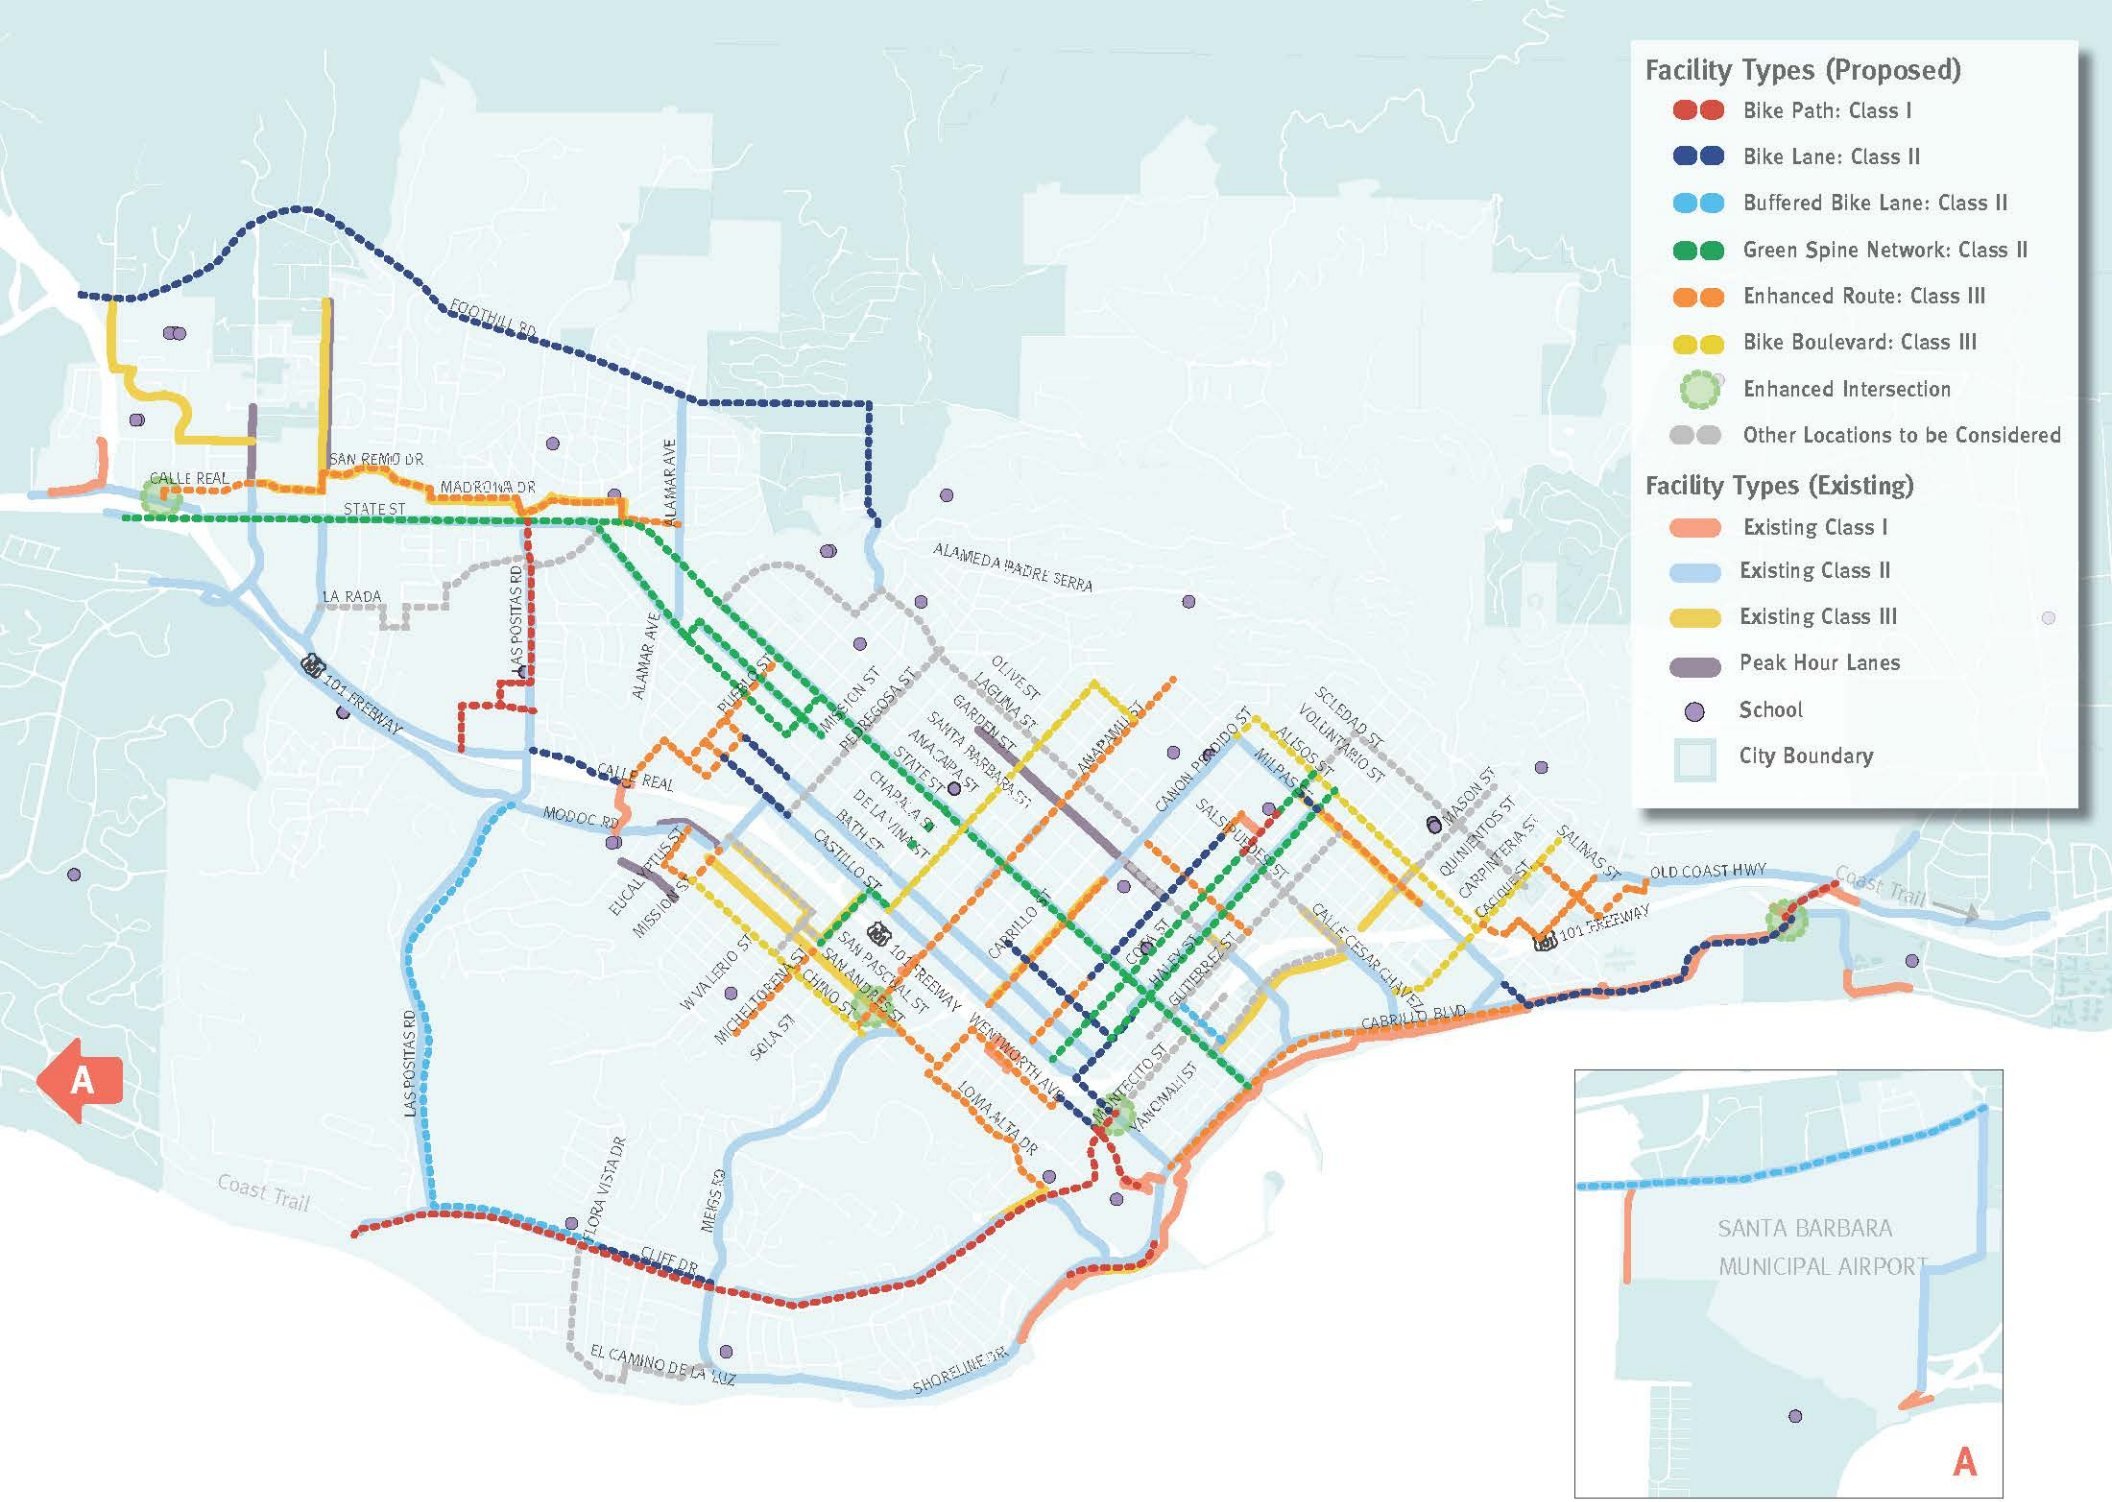 Facility Types (Proposed)
Bike Path: Class I
Bike Lane: Class II
Buffered Bike Lane: Class II
Green Spine Network: Class II
Enhanced Route: Class III
Bike Boulevard: Class III
Enhanced Intersection
Other Locations to be Considered
Facility Types (Existing)
Existing Class I
Existing Class II
Existing Class III
Peak Hour Lanes
School
City Boundary
FOOTHILL RD
SAN REMO DR
CALLE REAL
MADRONA DR
STATE ST
ALAMAR AVE
ALAMEDA PADRE SERRA
LA RADA
LAS POSITAS RD
ALAMAR AVE
101 FREEWAY
PUEBLO ST
MISSION ST
PEDREGOSA ST
OLIVE ST
LAGUNA ST
GARDEN ST
SANTA BARBARA ST
ANACAPA ST
STATE ST
CHAPALA ST
DE LA VINA ST
BATH ST
CASTILLO ST
ANAPAMU ST
CANON PERDIDO ST
SOLEDAD ST
VOLUNTARIO ST
ALISOS ST
MILPAS ST
SALSIPUEDES ST
MASON ST
QUINIENTOS ST
CARPINTERIA ST
CACIQUE ST
SALINAS ST
OLD COAST HWY
Coast Trail
101 FREEWAY
CALLE REAL
MODOC RD
EUCALYPTUS ST
MISSION ST
W VALERIO ST
MICHELTORENA ST
SOLA ST
CHINO ST
SAN ANDRES ST
SAN PASCUAL ST
101 FREEWAY
CARRILLO ST
COTA ST
HALEY ST
GUTIERREZ ST
CALLE CESAR CHAVEZ
CABRILLO BLVD
WENTWORTH AVE
MONTECITO ST
YANONALI ST
LOMA ALTA DR
LAS POSITAS RD
A
Coast Trail
FLORA VISTA DR
MEIGS RD
CLIFF DR
EL CAMINO DE LA LUZ
SHORELINE DR
SANTA BARBARA
MUNICIPAL AIRPORT
A